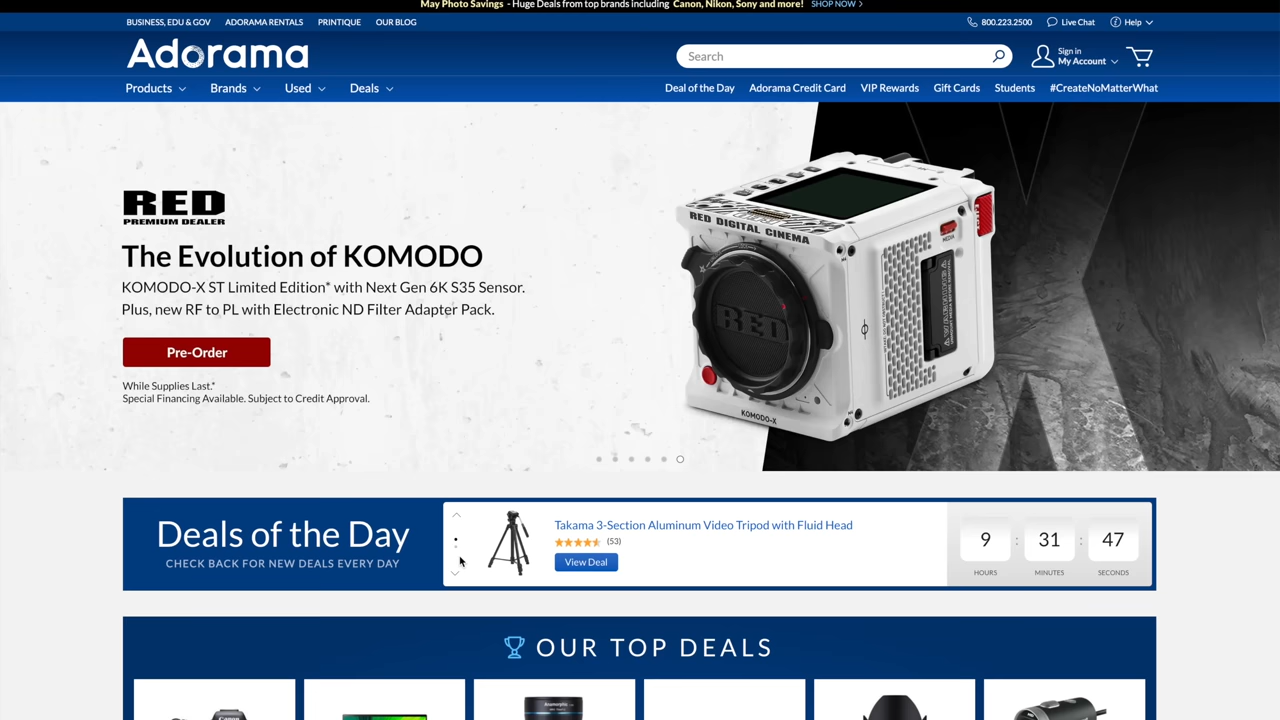 May Photo Savings - Huge Deals from top brands including Canon, Nikon, Sony and more! SHOP NOW >
BUSINESS, EDU & GOV ADORAMA RENTALS PRINTIQUE OUR BLOG 800.223.2500 Live Chat Help
Adorama Search Sign in
My Account
Products Brands Used Deals Deal of the Day Adorama Credit Card VIP Rewards Gift Cards Students #CreateNoMatterWhat
RED
PREMIUM DEALER
The Evolution of KOMODO
KOMODO-X ST Limited Edition* with Next Gen 6K S35 Sensor.
Plus, new RF to PL with Electronic ND Filter Adapter Pack.
Pre-Order
While Supplies Last.*
Special Financing Available. Subject to Credit Approval.
RED DIGITAL CINEMA
MEDIA
RED
KOMODO-X
Deals of the Day
CHECK BACK FOR NEW DEALS EVERY DAY
Takama 3-Section Aluminum Video Tripod with Fluid Head
(53)
View Deal
9 : 31 : 47
HOURS MINUTES SECONDS
OUR TOP DEALS
Canon